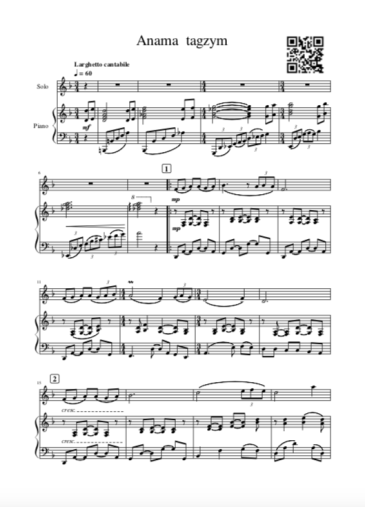 Anama tagzym
Larghetto cantabile
♩ = 60
Solo
Piano
mf
1
mp
mp
2
cresc.
cresc.